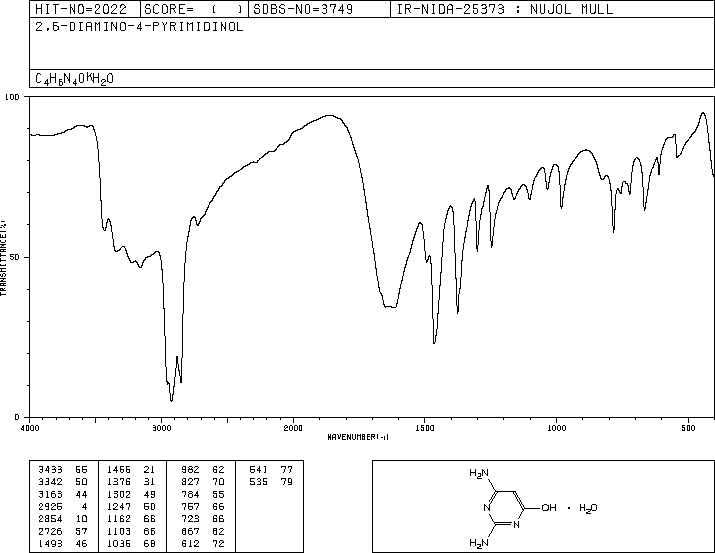 HIT-NO=2022 SCORE= ( ) SDBS-NO=3749 IR-NIDA-25373 : NUJOL MULL
2,6-DIAMINO-4-PYRIMIDINOL
C4H6N4OKH2O
100
50
0
TRANSMITTANCE(%)
4000 3000 2000 1500 1000 500
WAVENUMBER(-1)
3433 56 1466 21 982 62 541 77
3342 50 1376 31 827 70 535 79
3163 44 1302 49 784 55
2925 4 1247 50 757 66
2854 10 1162 66 723 66
2726 57 1103 66 667 62
1493 46 1036 68 612 72
H2N
N
OH · H2O
N
H2N